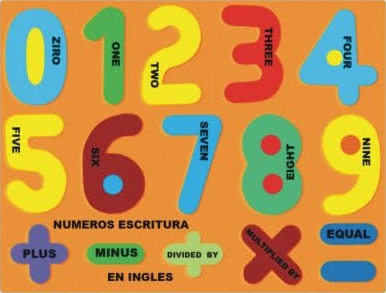 ZIRO
ONE
TWO
THREE
FOUR
FIVE
SIX
SEVEN
EIGHT
NINE
NUMEROS ESCRITURA
PLUS
MINUS
DIVIDED BY
MULTIPLIED BY
EQUAL
EN INGLES